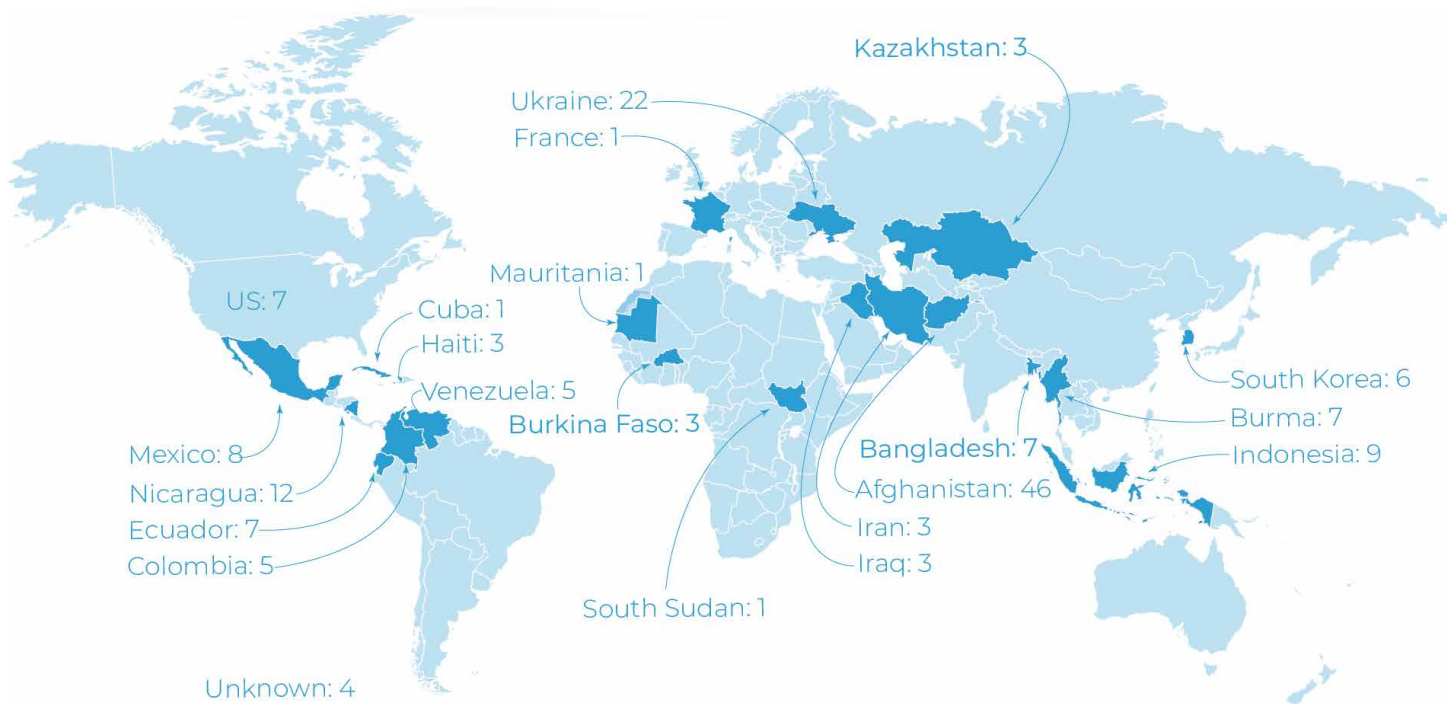 Kazakhstan: 3
Ukraine: 22
France: 1
Mauritania: 1
US: 7
Cuba: 1
Haiti: 3
Venezuela: 5
Burkina Faso: 3
South Korea: 6
Burma: 7
Bangladesh: 7
Indonesia: 9
Mexico: 8
Nicaragua: 12
Afghanistan: 46
Ecuador: 7
Iran: 3
Colombia: 5
Iraq: 3
South Sudan: 1
Unknown: 4